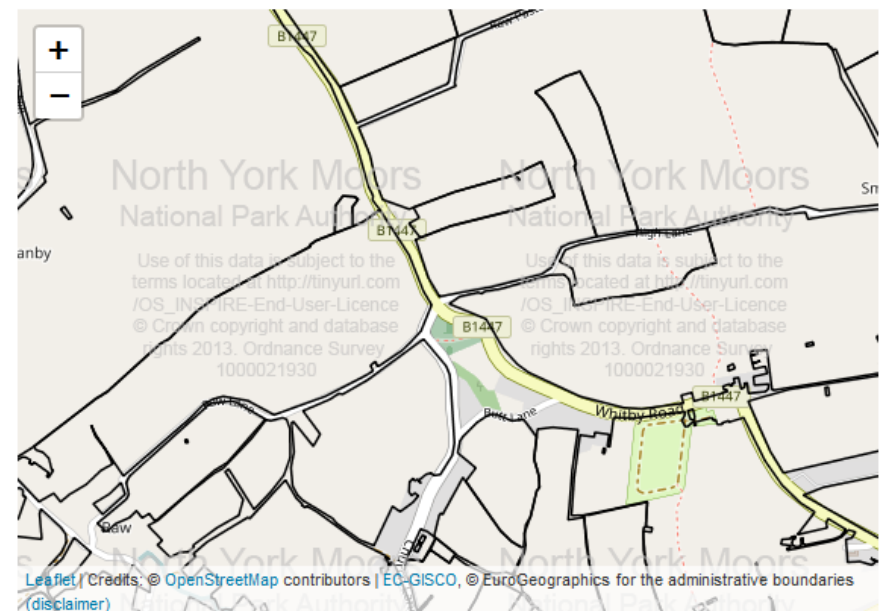 +
−
B1447
North York Moors
National Park Authority
North York Moors
National Park Authority
Sm
B1447
High Lane
anby
Use of this data is subject to the
terms located at http://tinyurl.com
/OS_INSPIRE-End-User-Licence
© Crown copyright and database
rights 2013. Ordnance Survey
1000021930
Use of this data is subject to the
terms located at http://tinyurl.com
/OS_INSPIRE-End-User-Licence
© Crown copyright and database
rights 2013. Ordnance Survey
1000021930
B1447
B1447
Raw Lane
Butt Lane
Whitby Road
Raw
North York Moors
North York Moors
Leaflet | Credits: © OpenStreetMap contributors | EC-GISCO, © EuroGeographics for the administrative boundaries
(disclaimer)